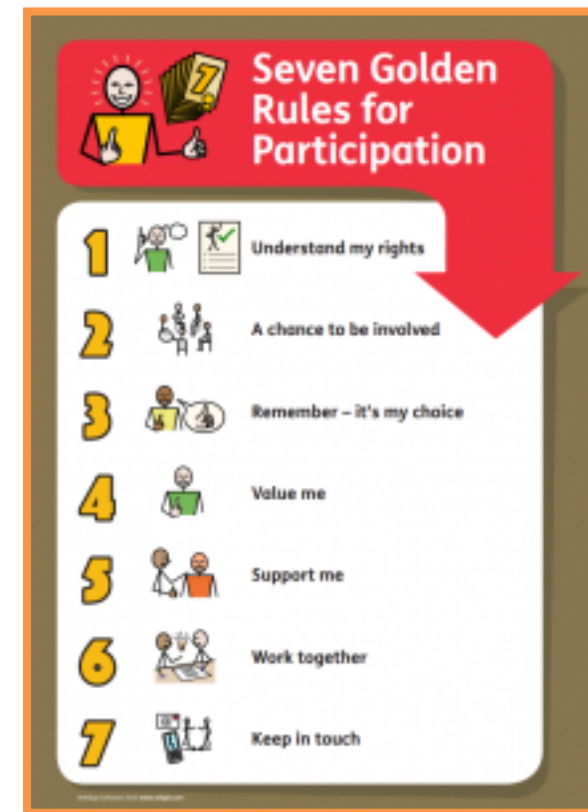 7
Seven Golden
Rules for
Participation
1 Understand my rights
2 A chance to be involved
3 Remember – it's my choice
4 Value me
5 Support me
6 Work together
7 Keep in touch